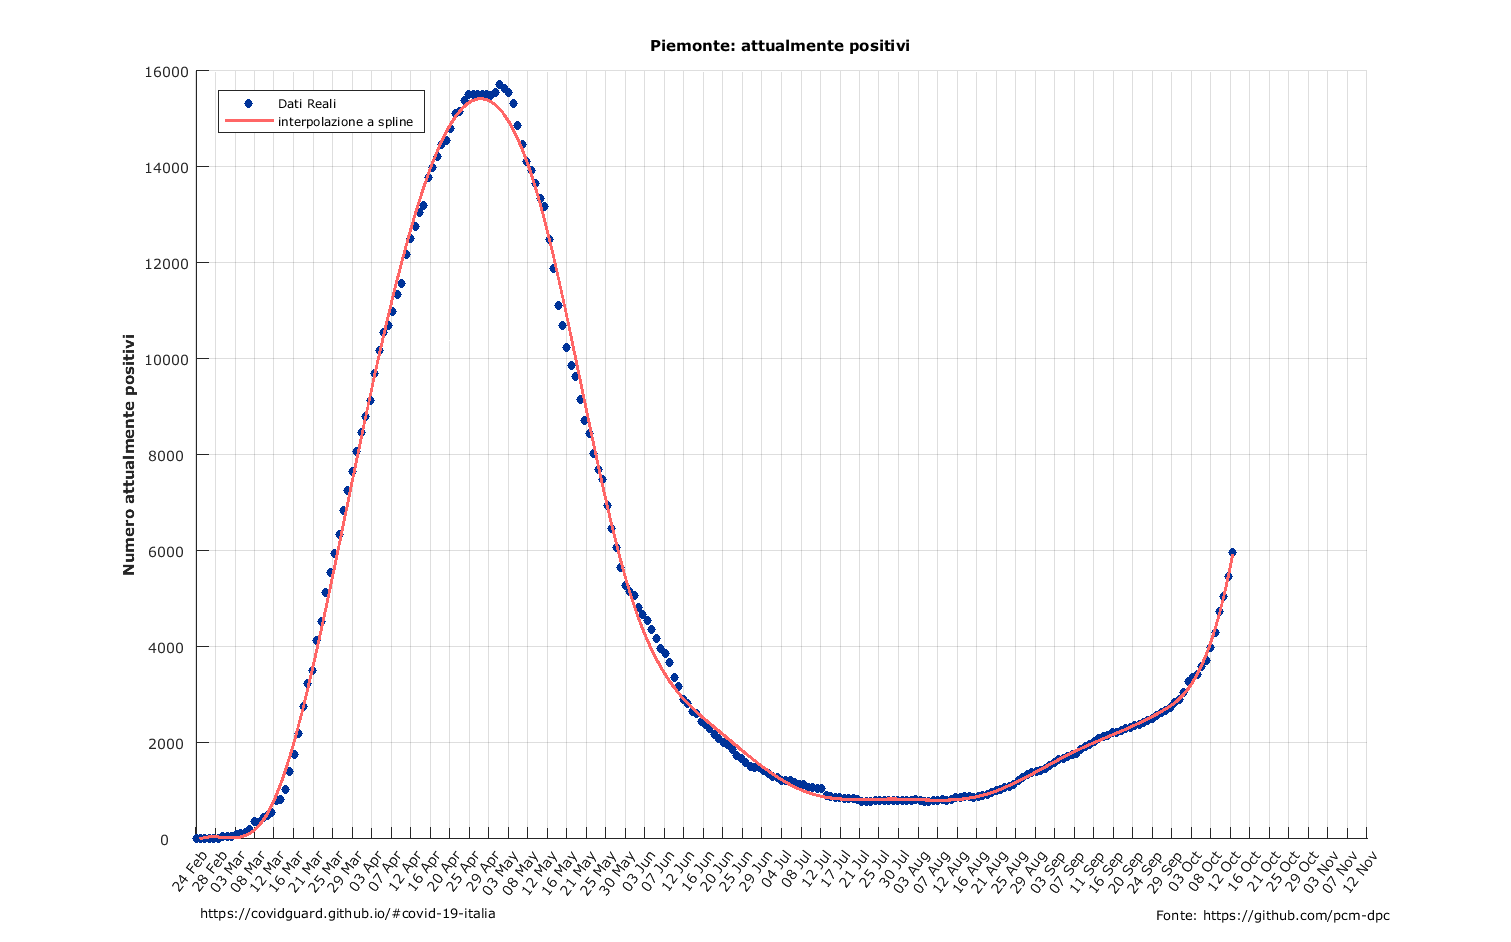 Piemonte: attualmente positivi
16000
14000
12000
10000
8000
6000
4000
2000
0
Dati Reali
interpolazione a spline
Numero attualmente positivi
24 Feb
28 Feb
03 Mar
08 Mar
12 Mar
16 Mar
21 Mar
25 Mar
29 Mar
03 Apr
07 Apr
12 Apr
16 Apr
20 Apr
25 Apr
29 Apr
03 May
08 May
12 May
16 May
21 May
25 May
30 May
03 Jun
07 Jun
12 Jun
16 Jun
20 Jun
25 Jun
29 Jun
04 Jul
08 Jul
12 Jul
17 Jul
21 Jul
25 Jul
30 Jul
03 Aug
07 Aug
12 Aug
16 Aug
21 Aug
25 Aug
29 Aug
03 Sep
07 Sep
11 Sep
16 Sep
20 Sep
24 Sep
29 Sep
03 Oct
08 Oct
12 Oct
16 Oct
21 Oct
25 Oct
29 Oct
03 Nov
07 Nov
12 Nov
https://covidguard.github.io/#covid-19-italia
Fonte: https://github.com/pcm-dpc